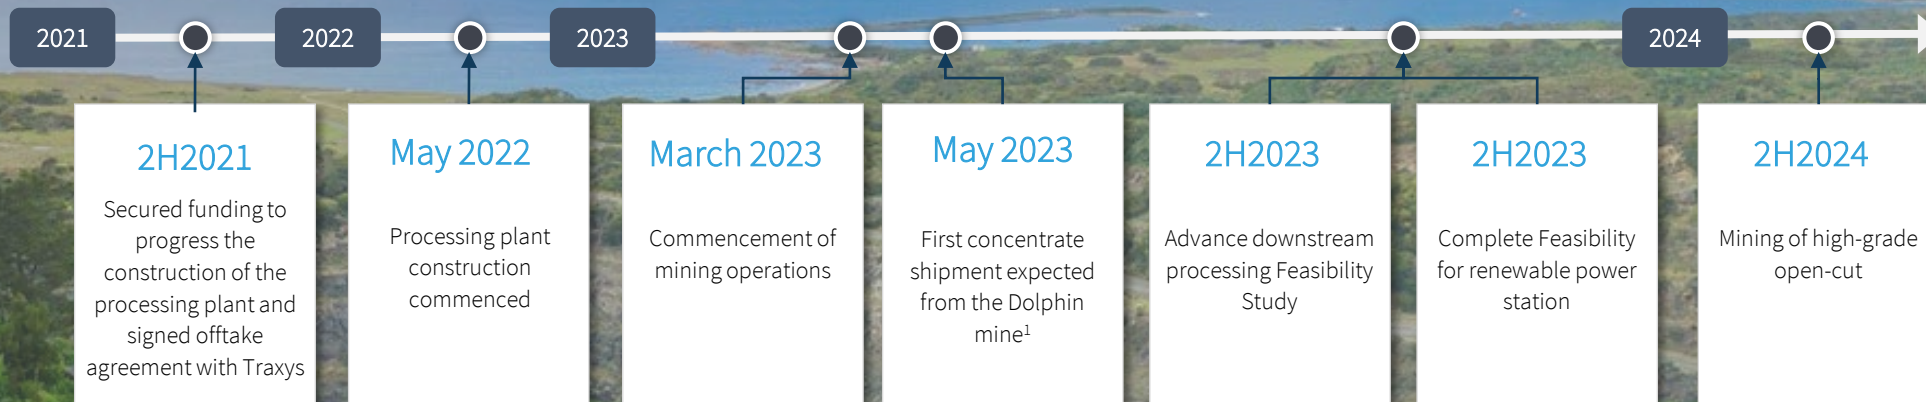 2021
2022
2023
2024
2H2021
Secured funding to
progress the
construction of the
processing plant and
signed offtake
agreement with Traxys
May 2022
Processing plant
construction
commenced
March 2023
Commencement of
mining operations
May 2023
First concentrate
shipment expected
from the Dolphin
mine¹
2H2023
Advance downstream
processing Feasibility
Study
2H2023
Complete Feasibility
for renewable power
station
2H2024
Mining of high-grade
open-cut